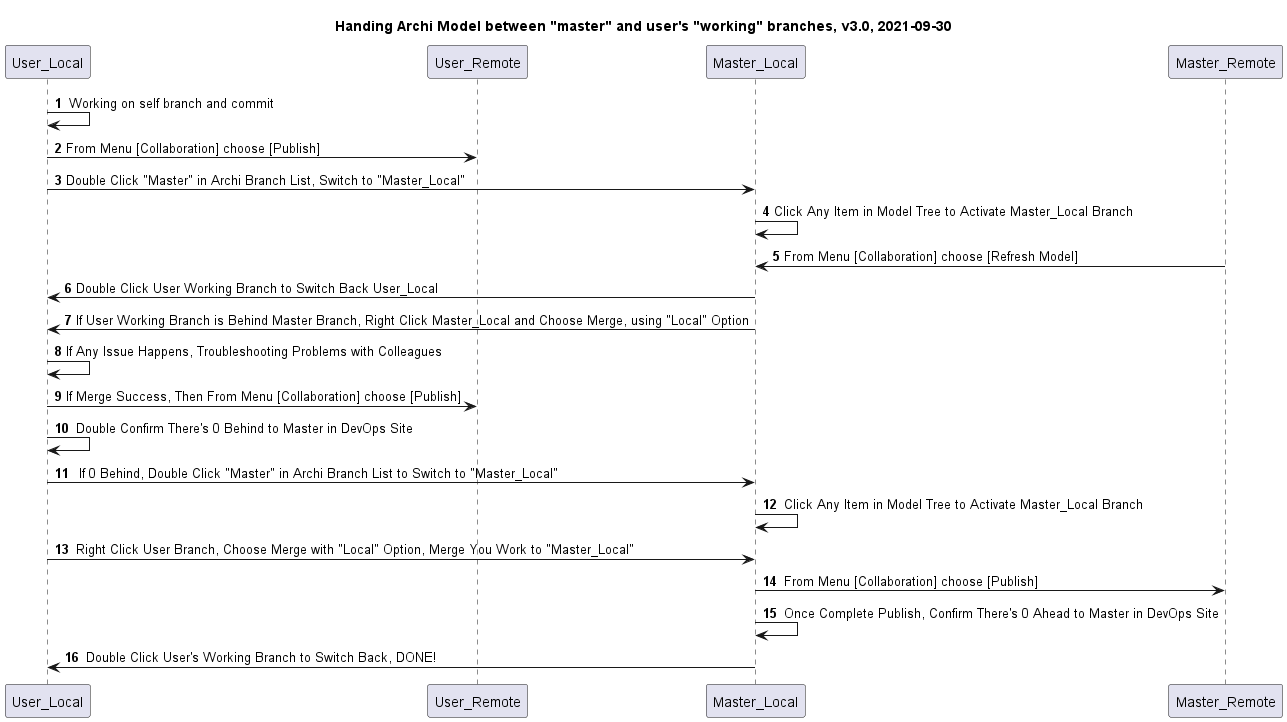 Handing Archi Model between "master" and user's "working" branches, v3.0, 2021-09-30
User_Local User_Remote Master_Local Master_Remote
1 Working on self branch and commit
2 From Menu [Collaboration] choose [Publish]
3 Double Click "Master" in Archi Branch List, Switch to "Master_Local"
4 Click Any Item in Model Tree to Activate Master_Local Branch
5 From Menu [Collaboration] choose [Refresh Model]
6 Double Click User Working Branch to Switch Back User_Local
7 If User Working Branch is Behind Master Branch, Right Click Master_Local and Choose Merge, using "Local" Option
8 If Any Issue Happens, Troubleshooting Problems with Colleagues
9 If Merge Success, Then From Menu [Collaboration] choose [Publish]
10 Double Confirm There's 0 Behind to Master in DevOps Site
11 If 0 Behind, Double Click "Master" in Archi Branch List to Switch to "Master_Local"
12 Click Any Item in Model Tree to Activate Master_Local Branch
13 Right Click User Branch, Choose Merge with "Local" Option, Merge You Work to "Master_Local"
14 From Menu [Collaboration] choose [Publish]
15 Once Complete Publish, Confirm There's 0 Ahead to Master in DevOps Site
16 Double Click User's Working Branch to Switch Back, DONE!
User_Local User_Remote Master_Local Master_Remote